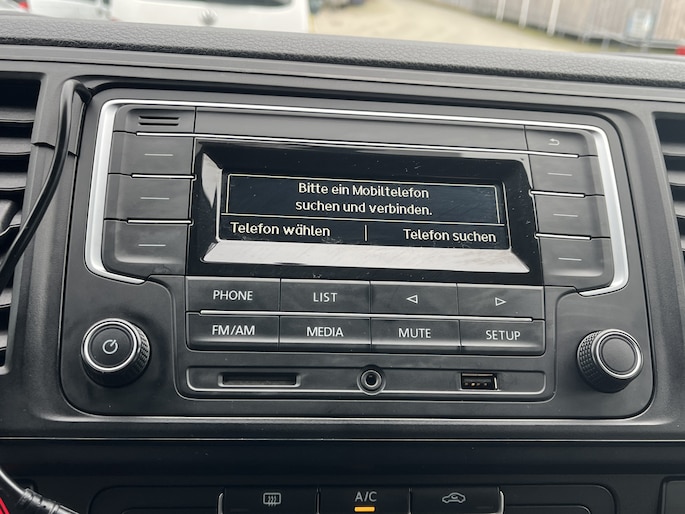 Bitte ein Mobiltelefon
suchen und verbinden.
Telefon wählen | Telefon suchen
PHONE LIST
FM/AM MEDIA MUTE SETUP
A/C